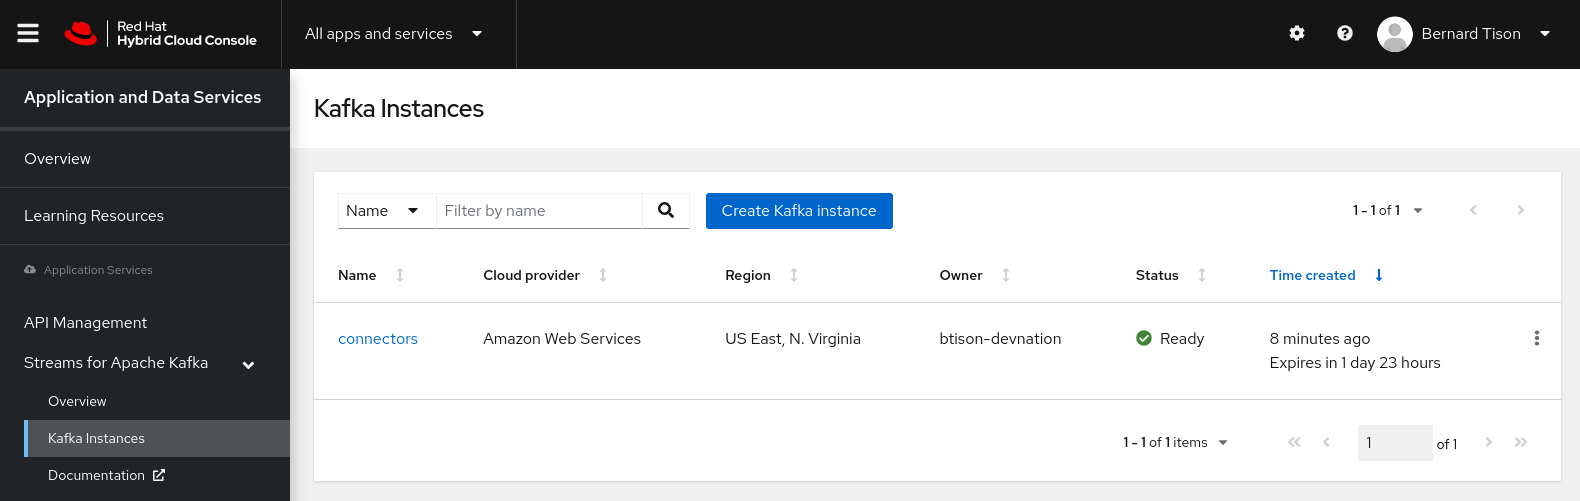 Red Hat
Hybrid Cloud Console
All apps and services
Bernard Tison
Application and Data Services
Overview
Learning Resources
Application Services
API Management
Streams for Apache Kafka
Overview
Kafka Instances
Documentation
Kafka Instances
Name Filter by name Create Kafka instance 1 - 1 of 1
Name Cloud provider Region Owner Status Time created
connectors Amazon Web Services US East, N. Virginia btison-devnation Ready 8 minutes ago
Expires in 1 day 23 hours
1 - 1 of 1 items 1 of 1